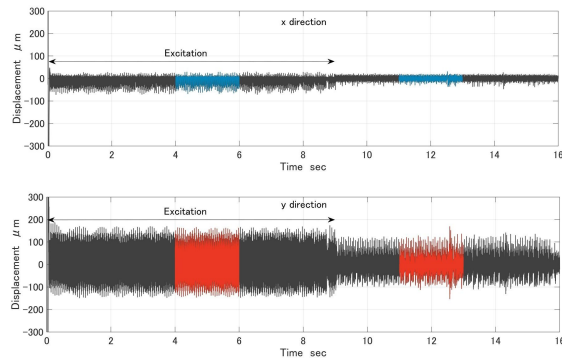 x direction
Excitation
Displacement μm
300
200
100
0
−100
−200
−300
0 2 4 6 8 10 12 14 16
Time sec
y direction
Excitation
Displacement μm
300
200
100
0
−100
−200
−300
0 2 4 6 8 10 12 14 16
Time sec